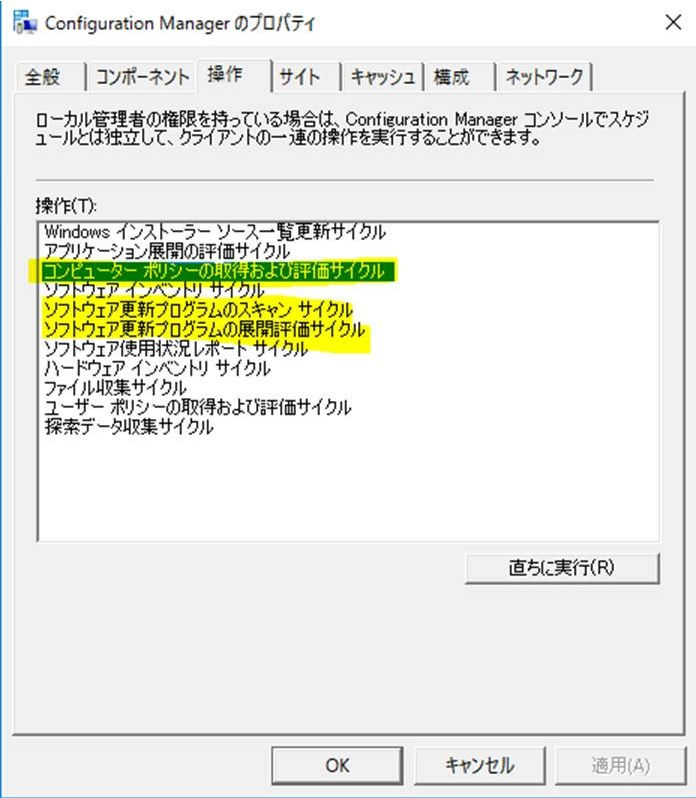 Configuration Manager のプロパティ
全般 コンポーネント 操作 サイト キャッシュ 構成 ネットワーク
ローカル管理者の権限を持っている場合は、Configuration Manager コンソールでスケジ
ュールとは独立して、クライアントの一連の操作を実行することができます。
操作(T):
Windows インストーラー ソース一覧更新サイクル
アプリケーション展開の評価サイクル
コンピューター ポリシーの取得および評価サイクル
ソフトウェア インベントリ サイクル
ソフトウェア更新プログラムのスキャン サイクル
ソフトウェア更新プログラムの展開評価サイクル
ソフトウェア使用状況レポート サイクル
ハードウェア インベントリ サイクル
ファイル収集サイクル
ユーザー ポリシーの取得および評価サイクル
探索データ収集サイクル
直ちに実行(R)
OK キャンセル 適用(A)